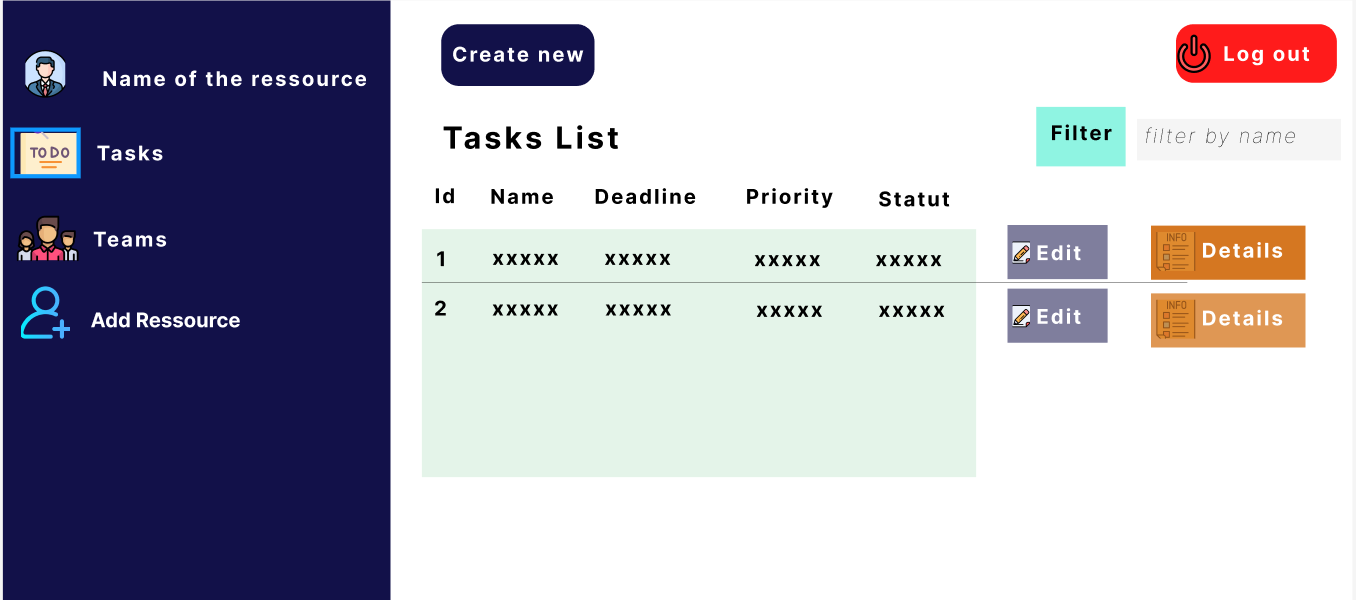 Name of the ressource
TO DO
Tasks
Teams
Add Ressource
Create new
Log out
Tasks List
Filter
filter by name
Id Name Deadline Priority Statut
1 xxxxx xxxxx xxxxx xxxxx Edit INFO Details
2 xxxxx xxxxx xxxxx xxxxx Edit INFO Details